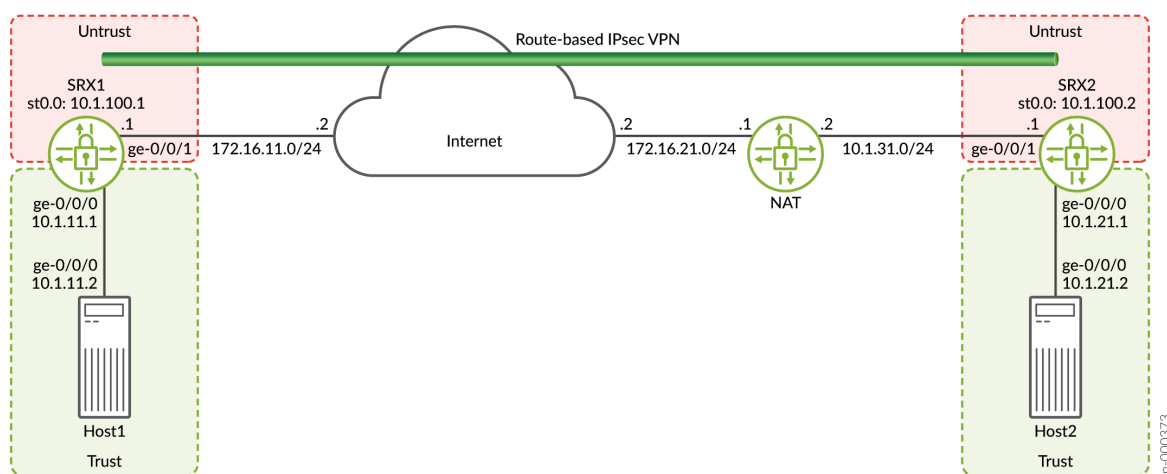 Untrust
Route-based IPsec VPN
Untrust
SRX1
st0.0: 10.1.100.1
SRX2
st0.0: 10.1.100.2
.1
.2
Internet
.2
.1
.2
.1
ge-0/0/1
172.16.11.0/24
172.16.21.0/24
10.1.31.0/24
ge-0/0/1
NAT
ge-0/0/0
10.1.11.1
ge-0/0/0
10.1.21.1
ge-0/0/0
10.1.11.2
ge-0/0/0
10.1.21.2
Host1
Host2
Trust
Trust